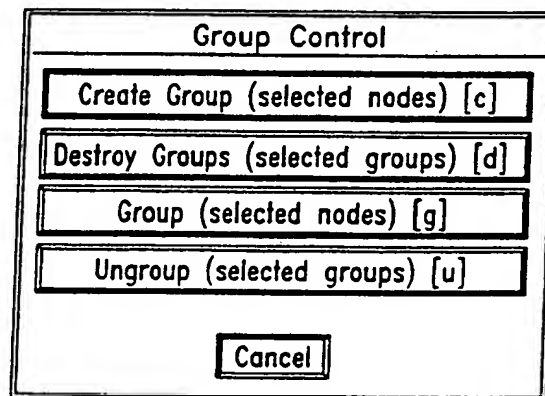 Group Control
Create Group (selected nodes) [c]
Destroy Groups (selected groups) [d]
Group (selected nodes) [g]
Ungroup (selected groups) [u]
Cancel